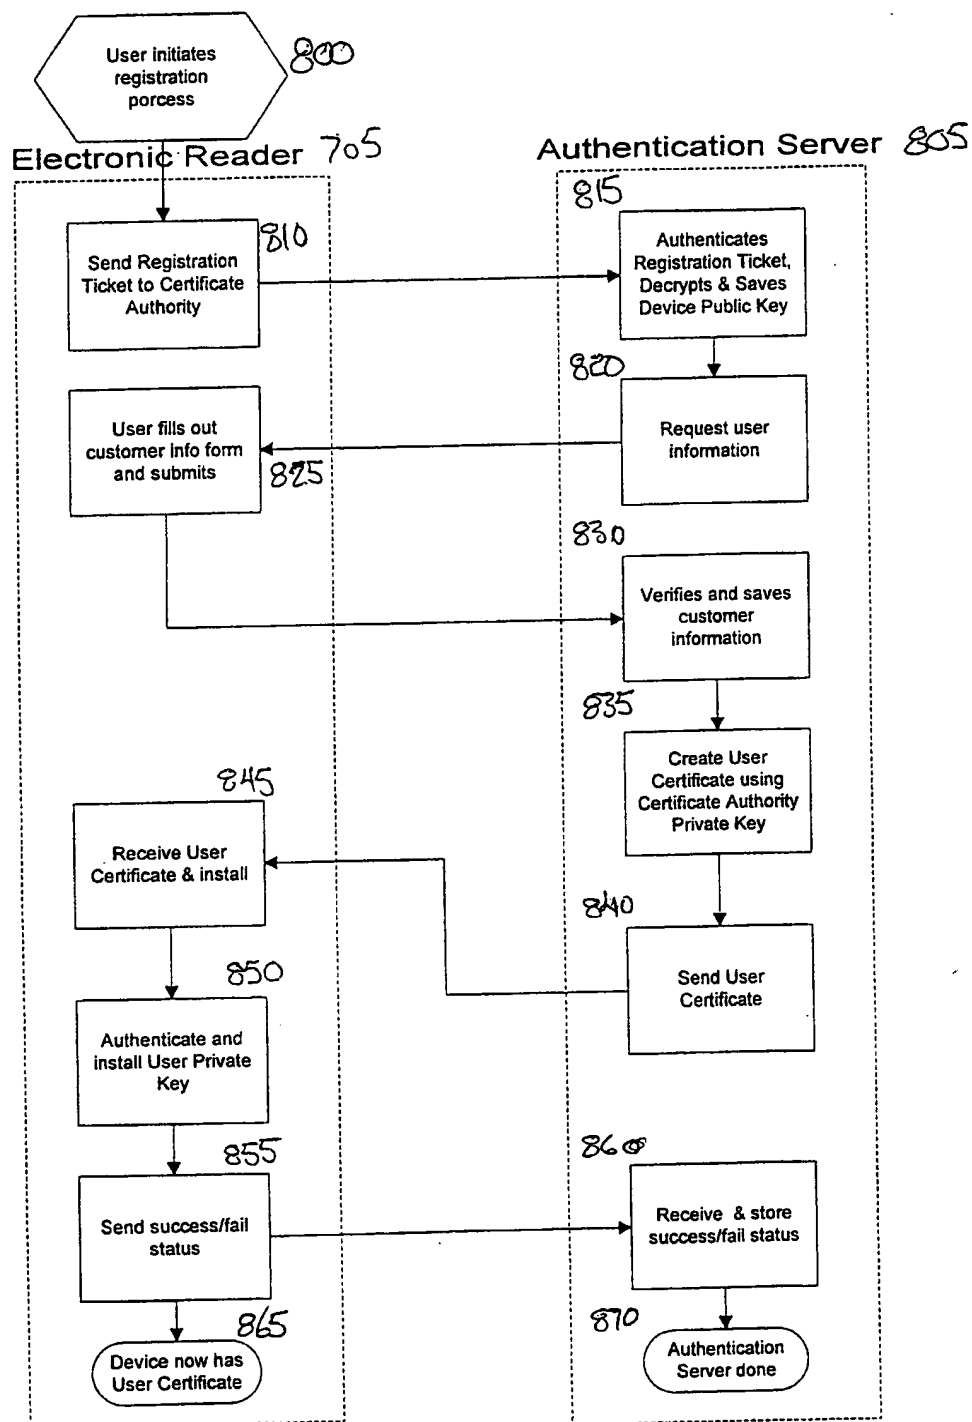 User initiates
registration
porcess
800
Electronic Reader 705
Authentication Server 805
810
Send Registration
Ticket to Certificate
Authority
815
Authenticates
Registration Ticket,
Decrypts & Saves
Device Public Key
820
Request user
information
User fills out
customer info form
and submits
825
830
Verifies and saves
customer
information
835
Create User
Certificate using
Certificate Authority
Private Key
840
Send User
Certificate
845
Receive User
Certificate & install
850
Authenticate and
install User Private
Key
855
Send success/fail
status
860
Receive & store
success/fail status
865
Device now has
User Certificate
870
Authentication
Server done